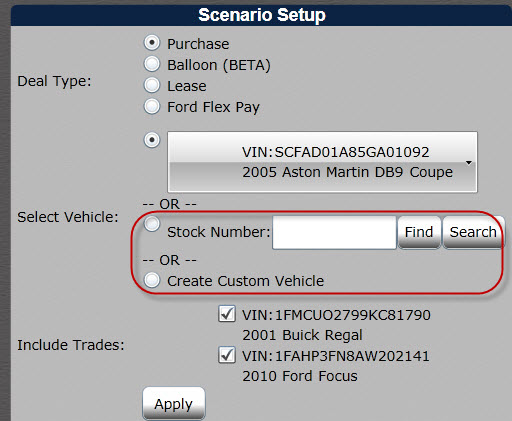 Scenario Setup
Deal Type:
Purchase
Balloon (BETA)
Lease
Ford Flex Pay
Select Vehicle:
VIN:SCFAD01A85GA01092
2005 Aston Martin DB9 Coupe
-- OR --
Stock Number: Find Search
-- OR --
Create Custom Vehicle
Include Trades:
VIN:1FMCUO2799KC81790
2001 Buick Regal
VIN:1FAHP3FN8AW202141
2010 Ford Focus
Apply